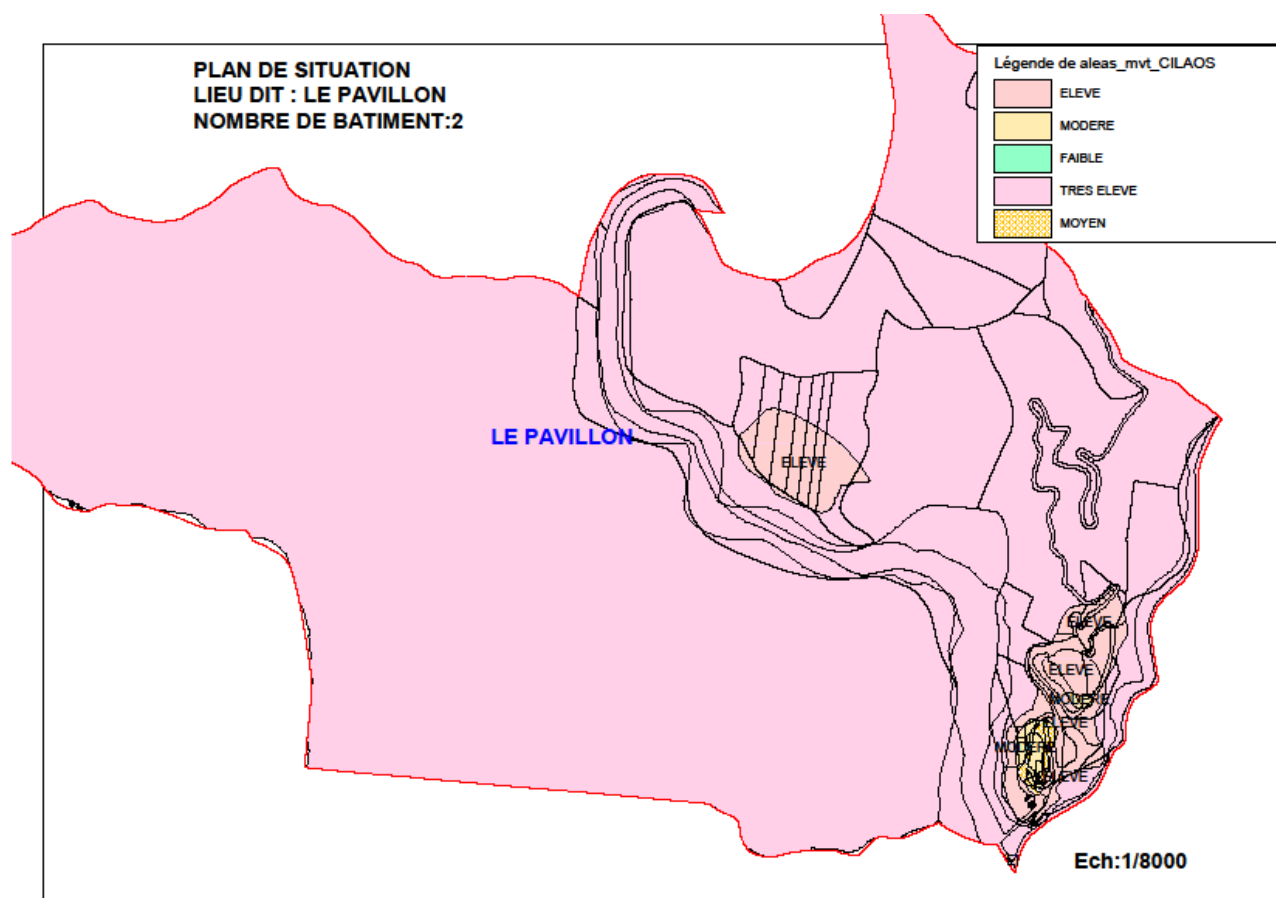 PLAN DE SITUATION
LIEU DIT : LE PAVILLON
NOMBRE DE BATIMENT:2
Légende de aleas_mvt_CILAOS
ELEVE
MODERE
FAIBLE
TRES ELEVE
MOYEN
LE PAVILLON
ELEVE
ELEVE
ELEVE
MODERE
ELEVE
MODERE
ELEVE
Ech:1/8000